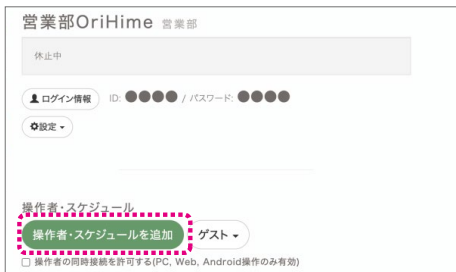 営業部OriHime 営業部
休止中
ログイン情報 ID: ●●●● / パスワード: ●●●●
設定
操作者・スケジュール
操作者・スケジュールを追加 ゲスト
操作者の同時接続を許可する(PC, Web, Android操作のみ有効)